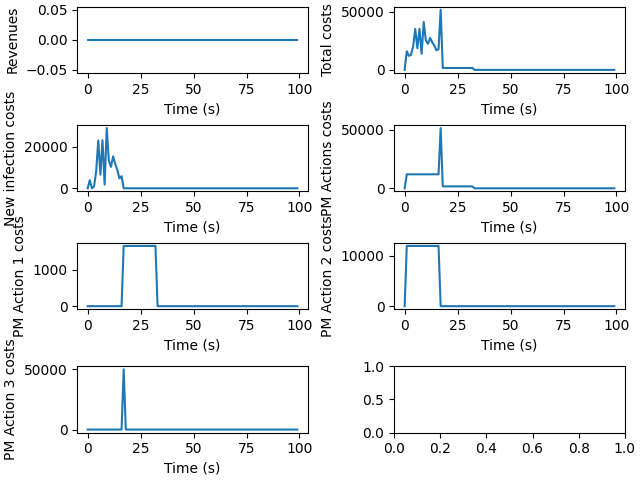 Revenues
0.05
0.00
−0.05
0 25 50 75 100
Time (s)
Total costs
50000
0
0 25 50 75 100
Time (s)
New infection costs
20000
0
0 25 50 75 100
Time (s)
PM Actions costs
50000
0
0 25 50 75 100
Time (s)
PM Action 1 costs
1000
0
0 25 50 75 100
Time (s)
PM Action 2 costs
10000
0
0 25 50 75 100
Time (s)
PM Action 3 costs
50000
0
0 25 50 75 100
Time (s)
1.0
0.5
0.0
0.0 0.2 0.4 0.6 0.8 1.0